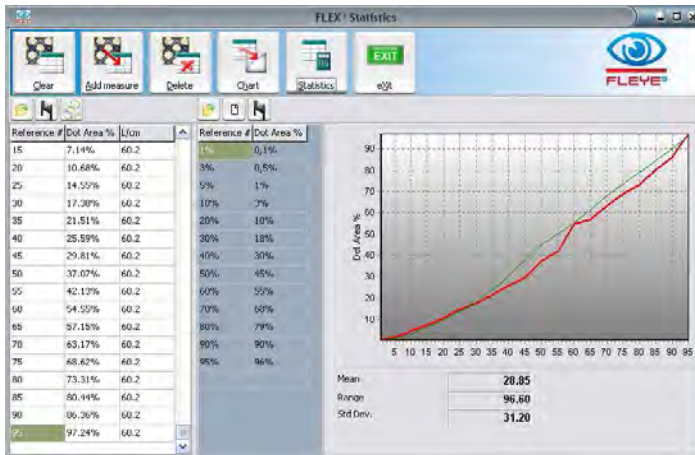 FLEX³ Statistics
Clear Add measure Delete Chart Statistics eXit
EXIT
FLEYE®
Reference # Dot Area % L/cm
15 7.14% 60.2
20 10.68% 60.2
25 14.55% 60.2
30 17.38% 60.2
35 21.51% 60.2
40 25.59% 60.2
45 29.81% 60.2
50 37.07% 60.2
55 42.13% 60.2
60 54.55% 60.2
65 57.15% 60.2
70 63.17% 60.2
75 68.62% 60.2
80 73.31% 60.2
85 80.44% 60.2
90 86.36% 60.2
95 97.24% 60.2
Reference # Dot Area %
1% 0,1%
3% 0,5%
5% 1%
10% 3%
20% 10%
30% 18%
40% 30%
50% 45%
60% 55%
70% 60%
80% 79%
90% 90%
95% 96%
Dot Area %
90
80
70
60
50
40
30
20
10
5 10 15 20 25 30 35 40 45 50 55 60 65 70 75 80 85 90 95
Mean 28.85
Range 96.60
Std Dev. 31.20